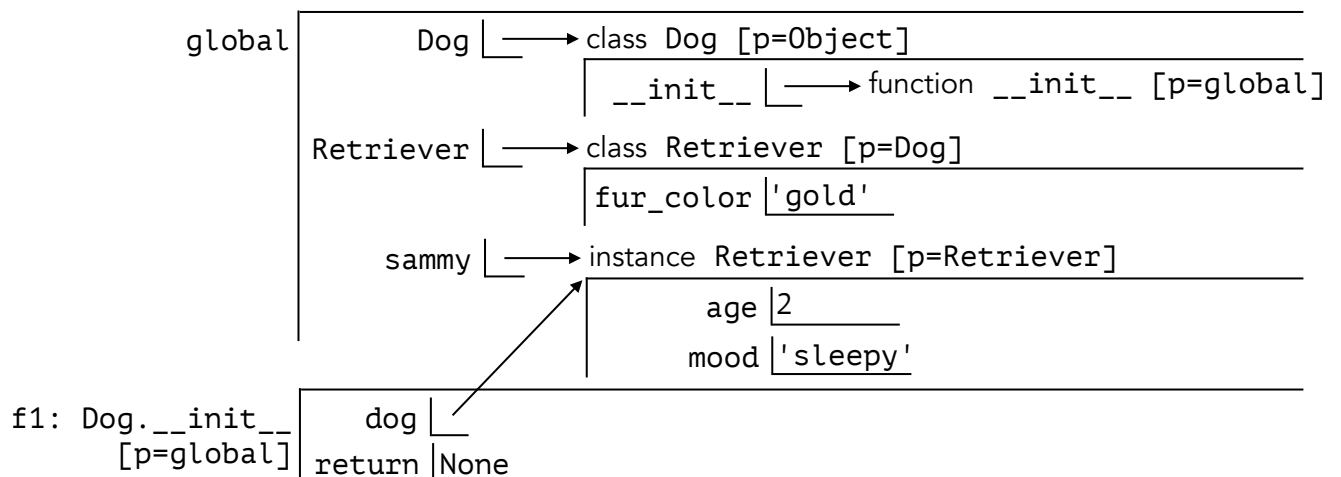 global Dog class Dog [p=Object]
__init__ function __init__ [p=global]
Retriever class Retriever [p=Dog]
fur_color 'gold'
sammy instance Retriever [p=Retriever]
age 2
mood 'sleepy'
f1: Dog.__init__ dog
[p=global] return None